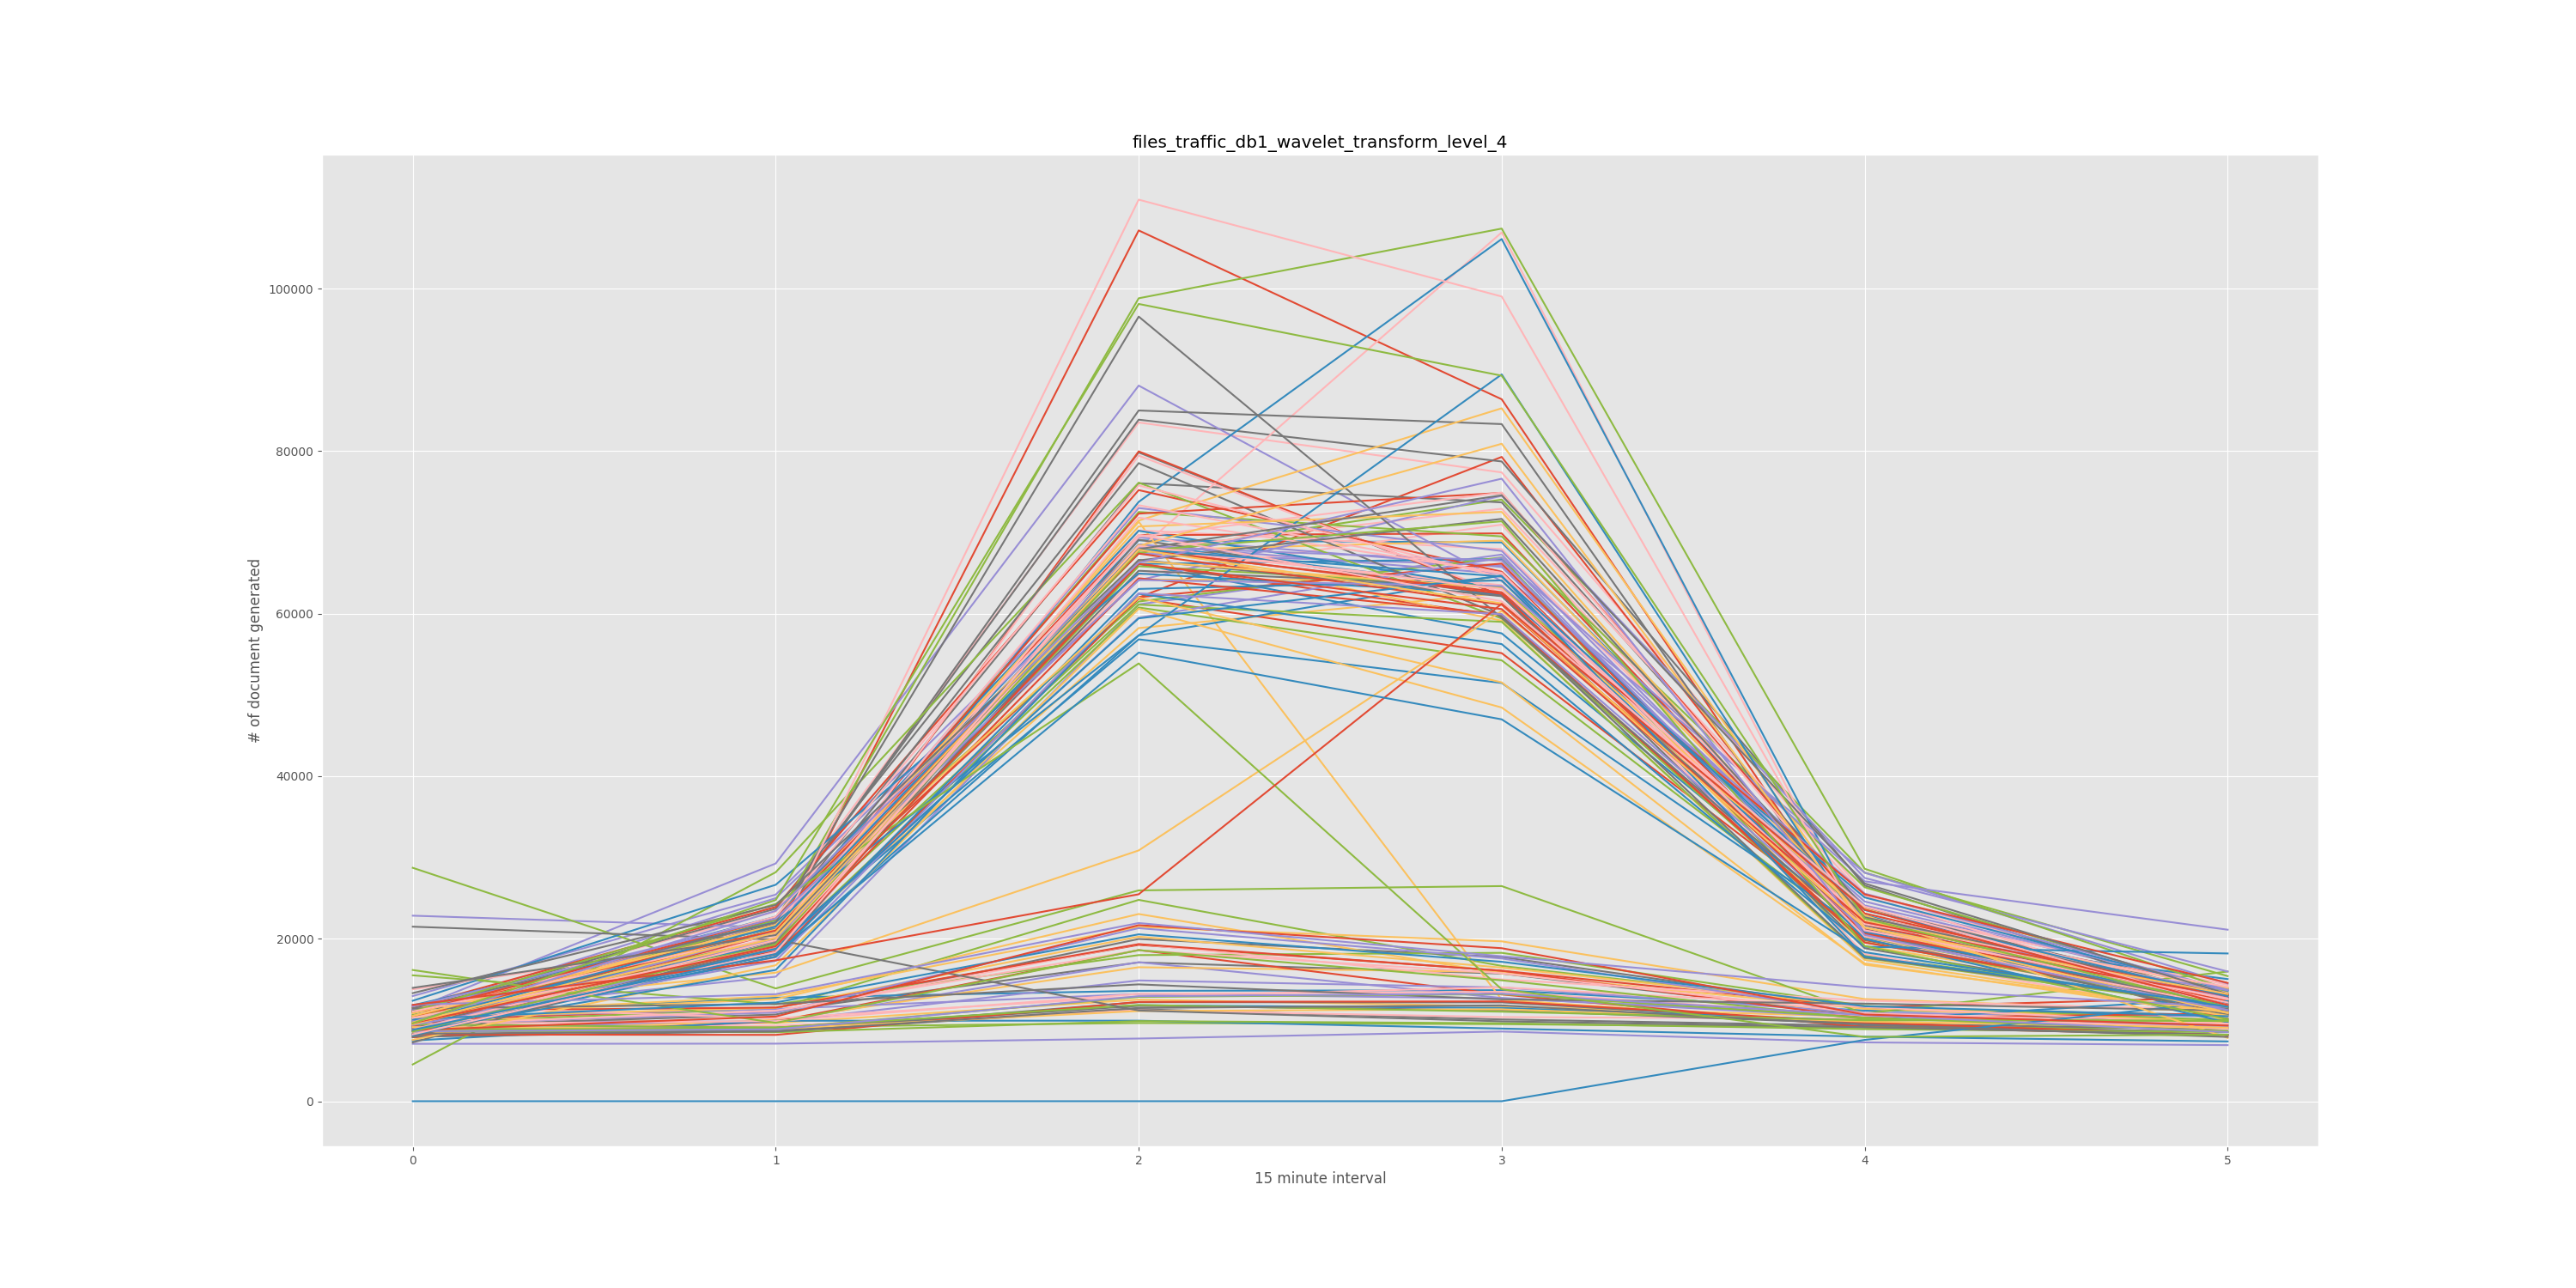 files_traffic_db1_wavelet_transform_level_4
100000
80000
60000
40000
20000
0
# of document generated
0 1 2 3 4 5
15 minute interval